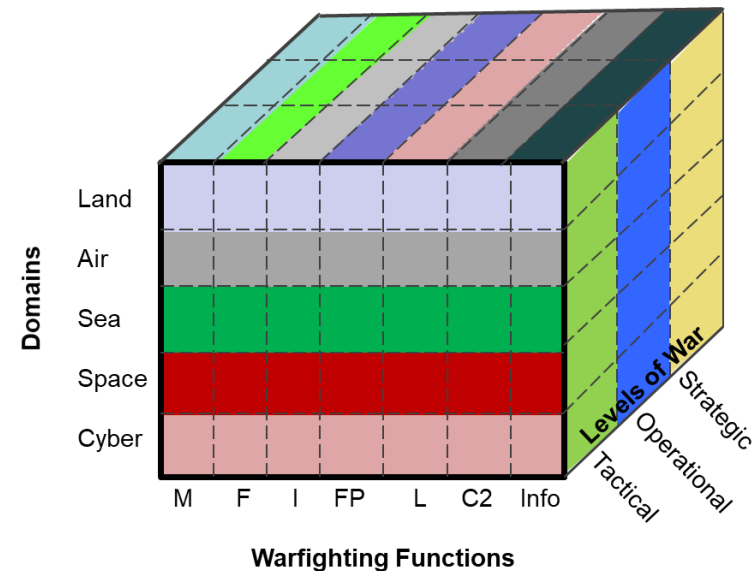 Domains
Land
Air
Sea
Space
Cyber
M F I FP L C2 Info
Warfighting Functions
Levels of War
Tactical
Operational
Strategic